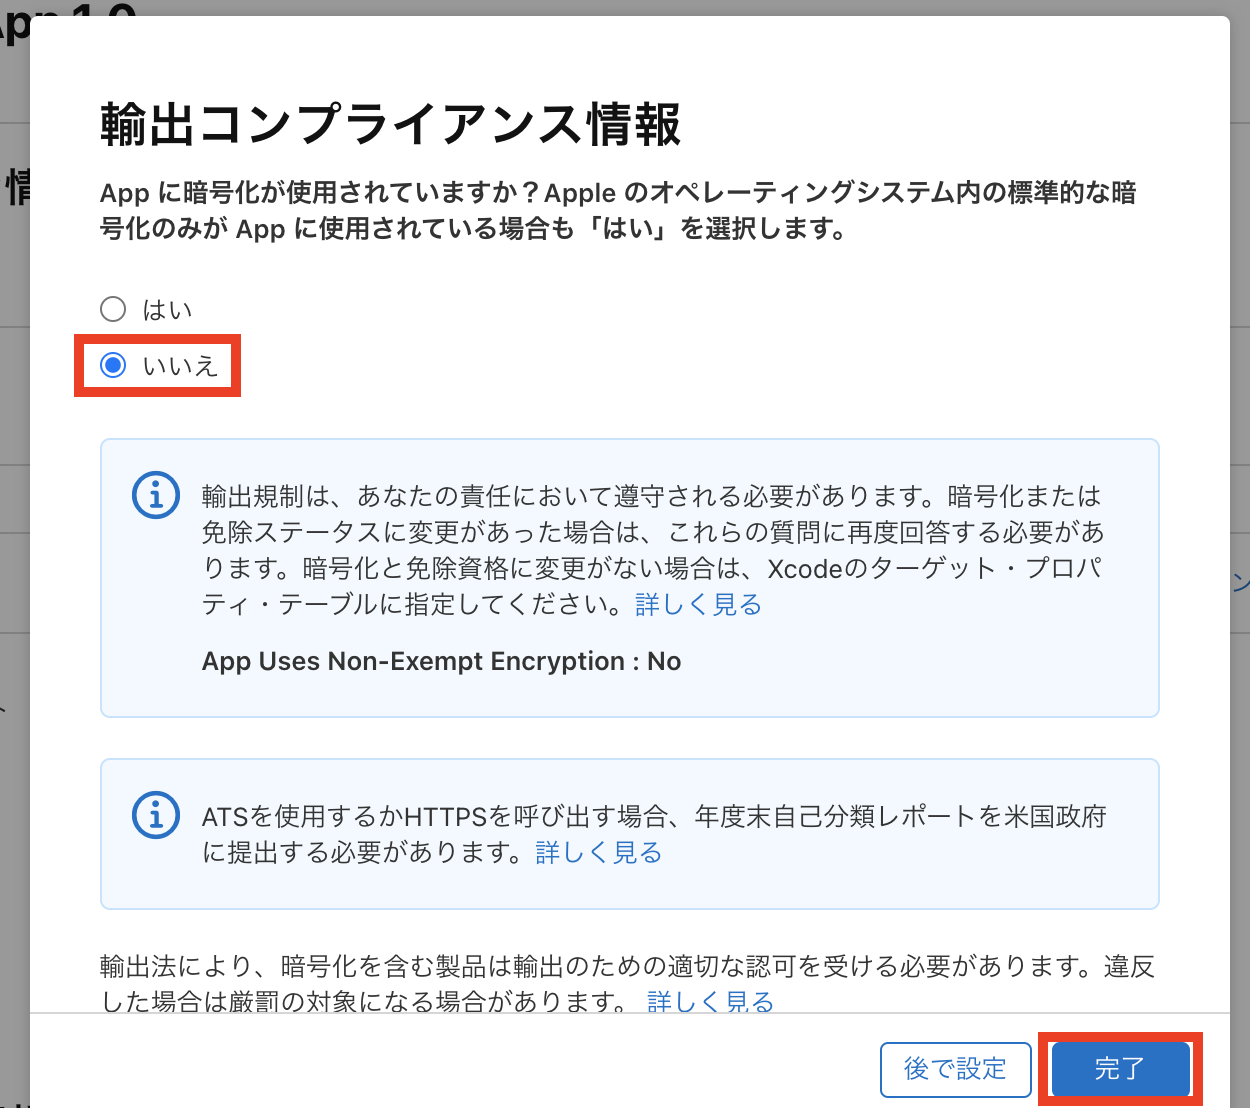 App 1.0
輸出コンプライアンス情報
App に暗号化が使用されていますか？Apple のオペレーティングシステム内の標準的な暗
号化のみが App に使用されている場合も「はい」を選択します。
情
はい
いいえ
輸出規制は、あなたの責任において遵守される必要があります。暗号化または
免除ステータスに変更があった場合は、これらの質問に再度回答する必要があ
ります。暗号化と免除資格に変更がない場合は、Xcodeのターゲット・プロパ
ティ・テーブルに指定してください。詳しく見る
ン
App Uses Non-Exempt Encryption : No
ATSを使用するかHTTPSを呼び出す場合、年度末自己分類レポートを米国政府
に提出する必要があります。詳しく見る
輸出法により、暗号化を含む製品は輸出のための適切な認可を受ける必要があります。違反
した場合は厳罰の対象になる場合があります。 詳しく見る
後で設定
完了